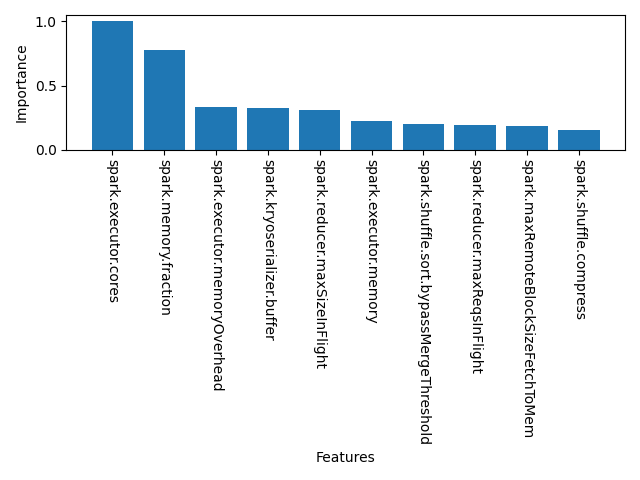 Importance
1.0
0.5
0.0
spark.executor.cores
spark.memory.fraction
spark.executor.memoryOverhead
spark.kryoserializer.buffer
spark.reducer.maxSizeInFlight
spark.executor.memory
spark.shuffle.sort.bypassMergeThreshold
spark.reducer.maxReqsInFlight
spark.maxRemoteBlockSizeFetchToMem
spark.shuffle.compress
Features